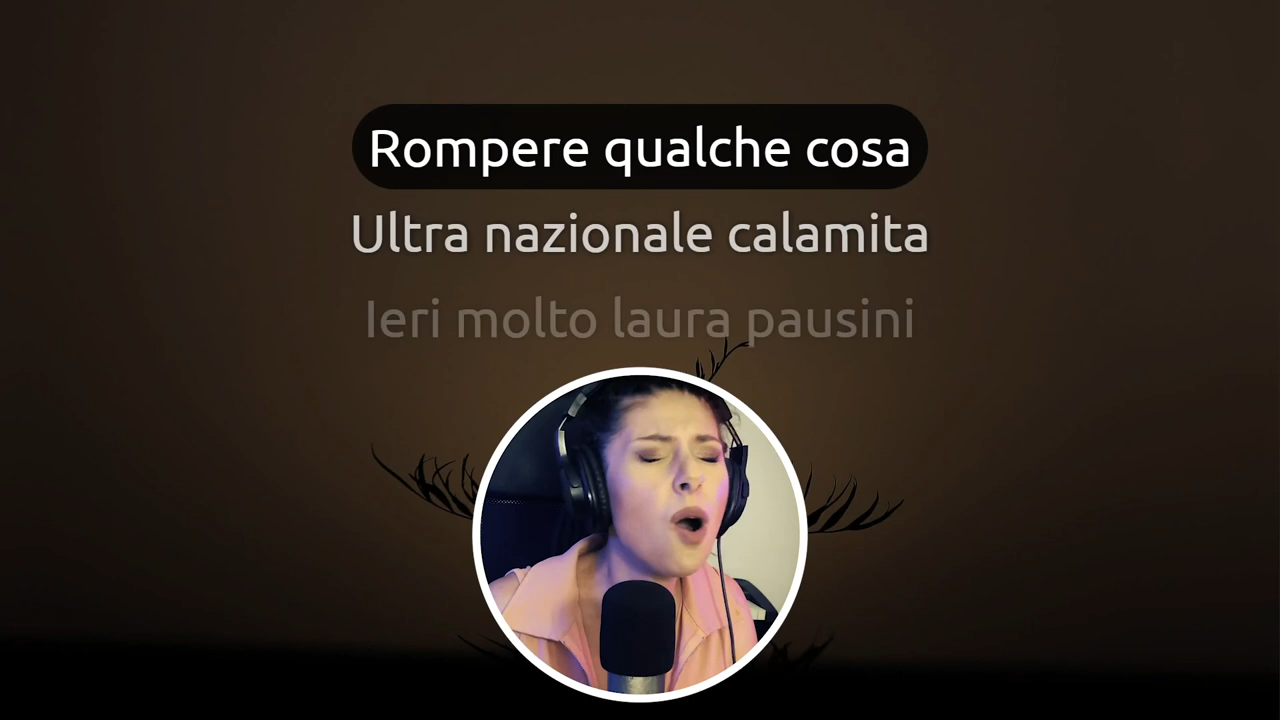 Rompere qualche cosa
Ultra nazionale calamita
Ieri molto laura pausini